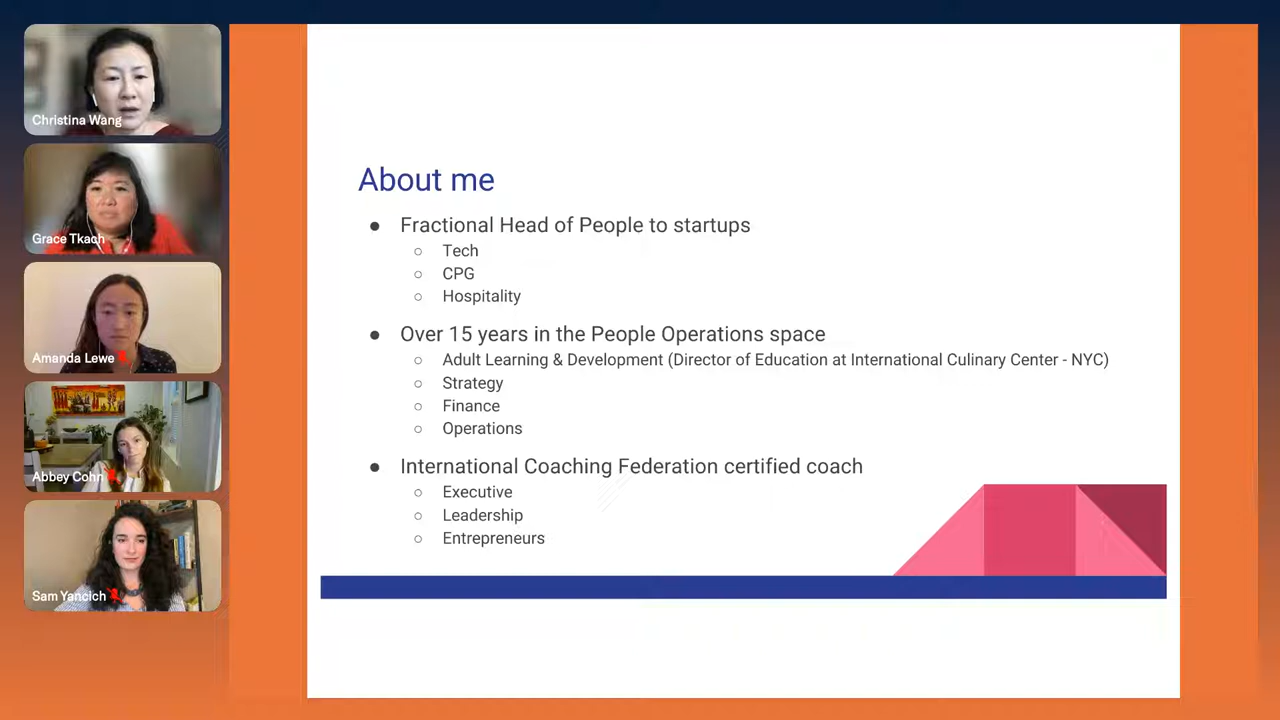 Christina Wang
Grace Tkach
Amanda Lewe
Abbey Cohn
Sam Yancich
About me
● Fractional Head of People to startups
○ Tech
○ CPG
○ Hospitality
● Over 15 years in the People Operations space
○ Adult Learning & Development (Director of Education at International Culinary Center - NYC)
○ Strategy
○ Finance
○ Operations
● International Coaching Federation certified coach
○ Executive
○ Leadership
○ Entrepreneurs